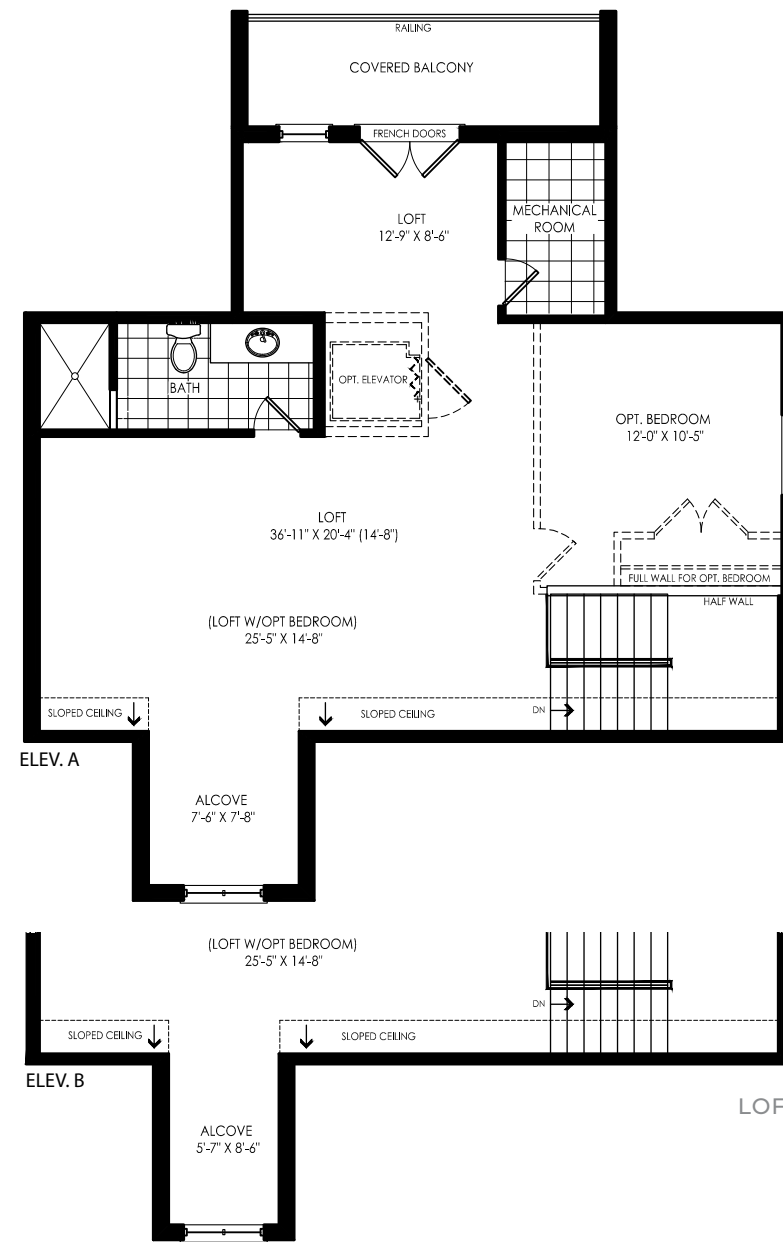 RAILING
COVERED BALCONY
FRENCH DOORS
LOFT
12'-9" X 8'-6"
MECHANICAL
ROOM
BATH
OPT. ELEVATOR
OPT. BEDROOM
12'-0" X 10'-5"
LOFT
36'-11" X 20'-4" (14'-8")
FULL WALL FOR OPT. BEDROOM
HALF WALL
(LOFT W/OPT BEDROOM)
25'-5" X 14'-8"
SLOPED CEILING
SLOPED CEILING
DN
ELEV. A
ALCOVE
7'-6" X 7'-8"
(LOFT W/OPT BEDROOM)
25'-5" X 14'-8"
DN
SLOPED CEILING
SLOPED CEILING
ELEV. B
LOF
ALCOVE
5'-7" X 8'-6"